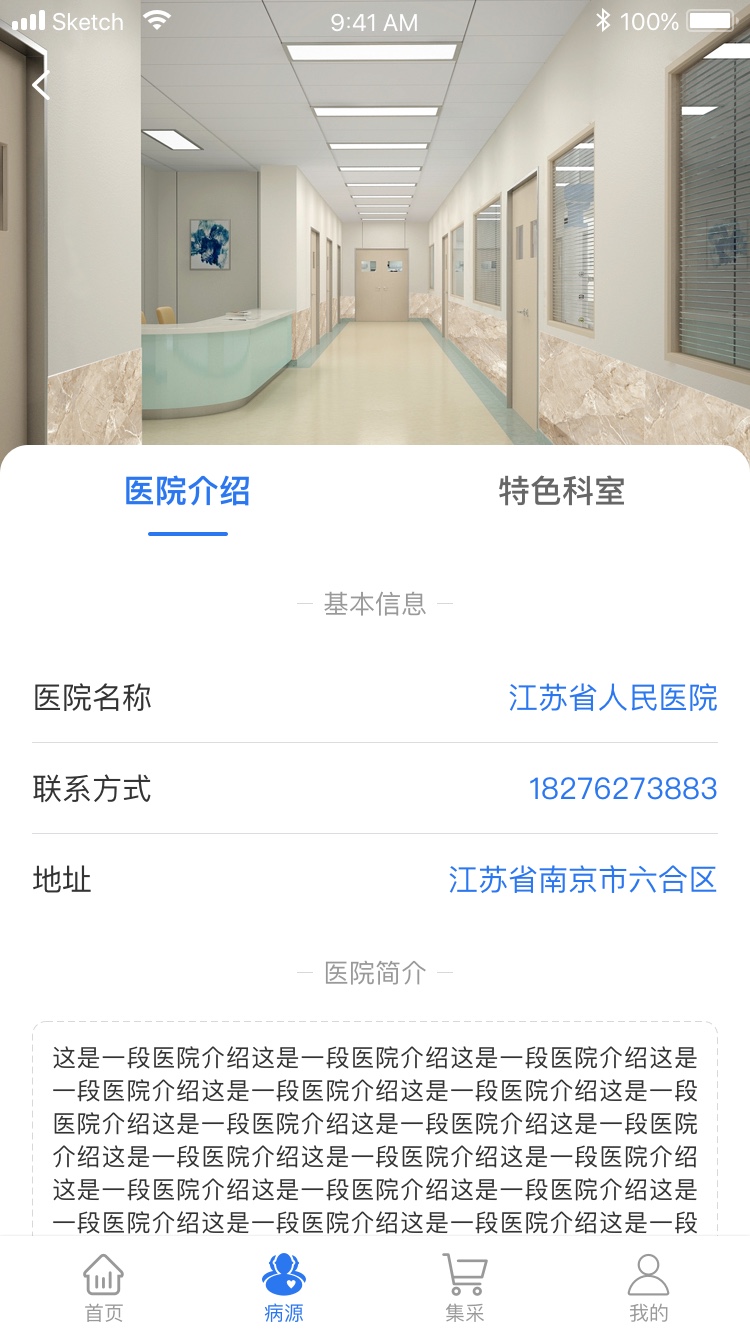 Sketch 9:41 AM 100%
医院介绍 特色科室
基本信息
医院名称 江苏省人民医院
联系方式 18276273883
地址 江苏省南京市六合区
医院简介
这是一段医院介绍这是一段医院介绍这是一段医院介绍这是
一段医院介绍这是一段医院介绍这是一段医院介绍这是一段
医院介绍这是一段医院介绍这是一段医院介绍这是一段医院
介绍这是一段医院介绍这是一段医院介绍这是一段医院介绍
这是一段医院介绍这是一段医院介绍这是一段医院介绍这是
一段医院介绍这是一段医院介绍这是一段医院介绍这是一段
首页 病源 集采 我的